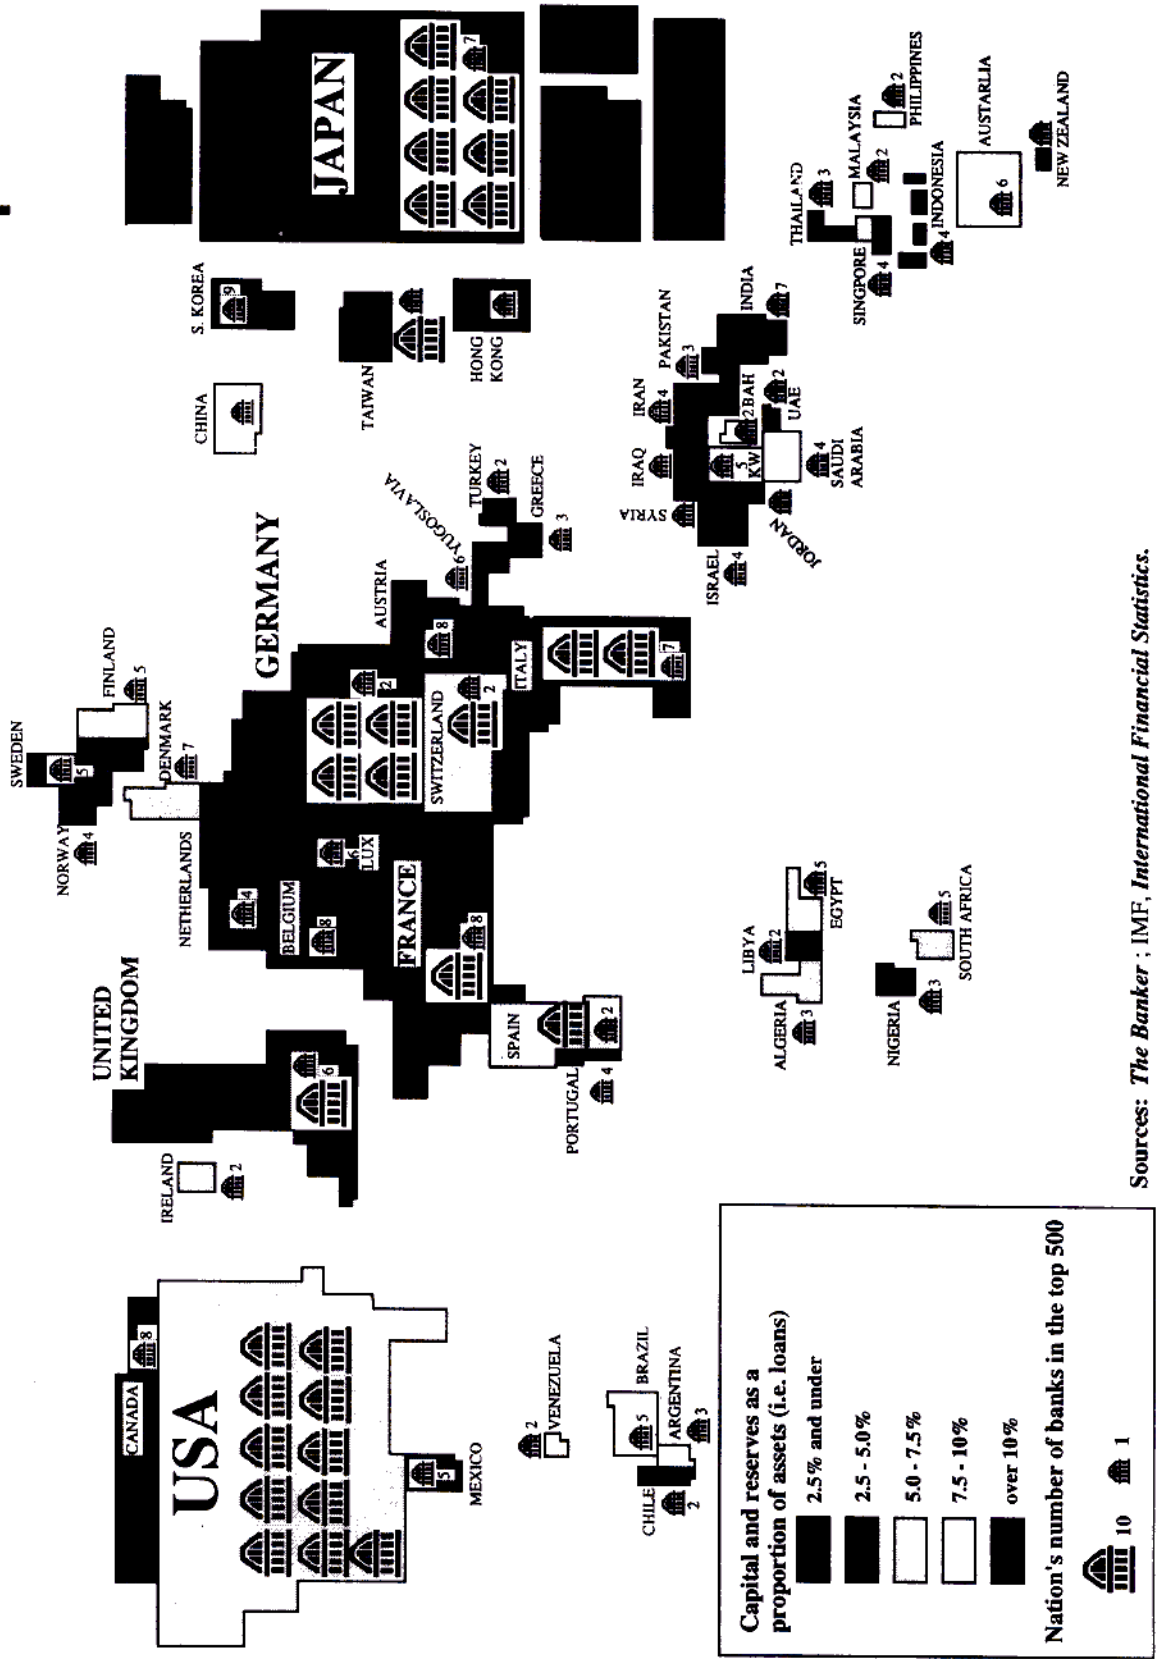 CANADA
8
USA
MEXICO
5
2
VENEZUELA
BRAZIL
5
ARGENTINA
3
CHILE
2
UNITED
KINGDOM
6
IRELAND
2
NORWAY
4
SWEDEN
5
FINLAND
5
DENMARK
7
NETHERLANDS
4
BELGIUM
8
LUX
6
GERMANY
2
FRANCE
8
SWITZERLAND
2
AUSTRIA
8
ITALY
7
SPAIN
2
PORTUGAL
4
YUGOSLAVIA
6
TURKEY
2
GREECE
3
CHINA
S. KOREA
9
TAIWAN
HONG
KONG
JAPAN
7
SYRIA
IRAQ
IRAN
4
PAKISTAN
3
INDIA
7
ISRAEL
4
JORDAN
5
KW
2
BAH
2
UAE
4
SAUDI
ARABIA
THAILAND
3
MALAYSIA
2
PHILIPPINES
2
SINGPORE
4
INDONESIA
4
AUSTARLIA
6
NEW ZEALAND
ALGERIA
3
LIBYA
2
EGYPT
5
NIGERIA
3
SOUTH AFRICA
5
Capital and reserves as a
proportion of assets (i.e. loans)
2.5% and under
2.5 - 5.0%
5.0 - 7.5%
7.5 - 10%
over 10%
Nation's number of banks in the top 500
10
1
Sources: The Banker ; IMF, International Financial Statistics.